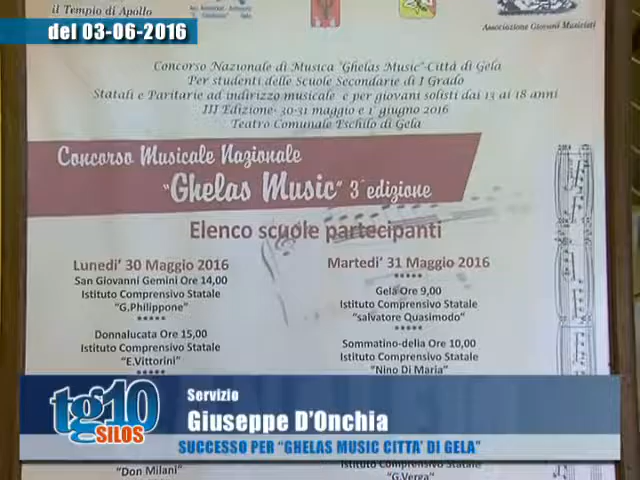 il Tempio di Apollo
del 03-06-2016
Associazione Giovani Musicisti
Concorso Nazionale di Musica "Ghelas Music"-Città di Gela
Per studenti delle Scuole Secondarie di I Grado
Statali e Paritarie ad indirizzo musicale e per giovani solisti dai 13 ai 18 anni
III Edizione- 30-31 maggio e 1° giugno 2016
Teatro Comunale Eschilo di Gela
Concorso Musicale Nazionale
"Ghelas Music" 3ª edizione
Elenco scuole partecipanti
Lunedi' 30 Maggio 2016
San Giovanni Gemini Ore 14,00
Istituto Comprensivo Statale
"G.Philippone"
*****
Donnalucata Ore 15,00
Istituto Comprensivo Statale
"E.Vittorini"
*****
Martedi' 31 Maggio 2016
Gela Ore 9,00
Istituto Comprensivo Statale
"salvatore Quasimodo"
*****
Sommatino-delia Ore 10,00
Istituto Comprensivo Statale
"Nino Di Maria"
tg10
SILOS
Servizio
Giuseppe D'Onchia
SUCCESSO PER "GHELAS MUSIC CITTA' DI GELA"
"Don Milani"
Istituto Comprensivo Statale
"G.Verga"